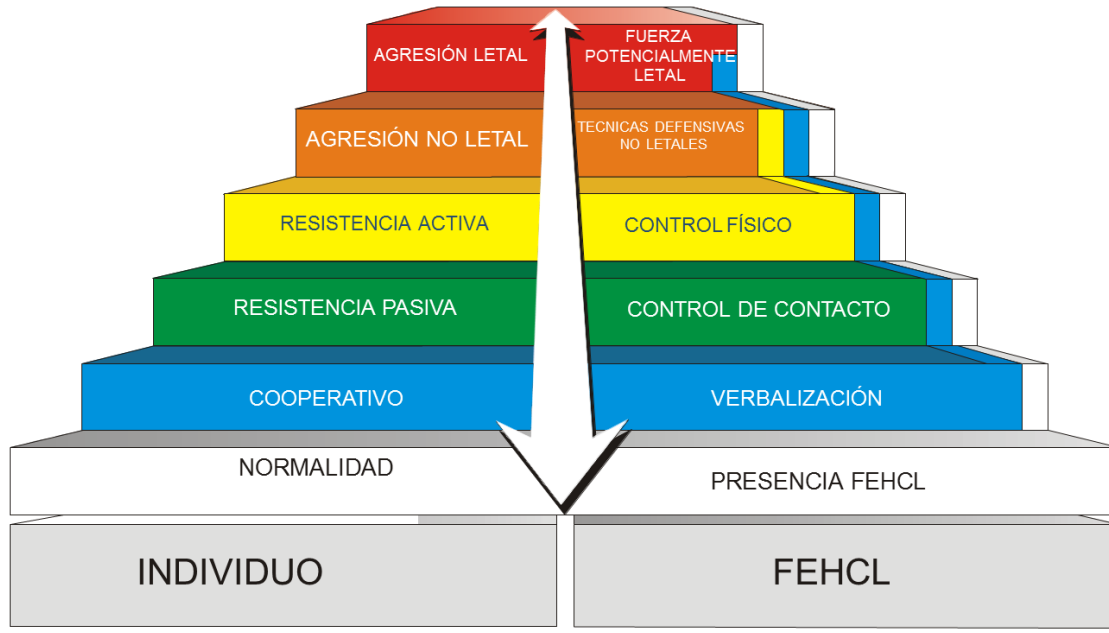 AGRESIÓN LETAL
FUERZA
POTENCIALMENTE
LETAL
AGRESIÓN NO LETAL
TECNICAS DEFENSIVAS
NO LETALES
RESISTENCIA ACTIVA
CONTROL FÍSICO
RESISTENCIA PASIVA
CONTROL DE CONTACTO
COOPERATIVO
VERBALIZACIÓN
NORMALIDAD
PRESENCIA FEHCL
INDIVIDUO
FEHCL